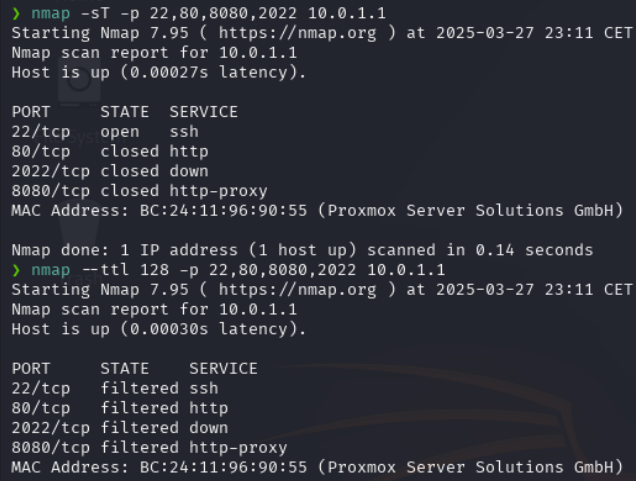 ❯ nmap -sT -p 22,80,8080,2022 10.0.1.1
Starting Nmap 7.95 ( https://nmap.org ) at 2025-03-27 23:11 CET
Nmap scan report for 10.0.1.1
Host is up (0.00027s latency).
PORT     STATE  SERVICE
22/tcp   open   ssh
80/tcp   closed http
2022/tcp closed down
8080/tcp closed http-proxy
MAC Address: BC:24:11:96:90:55 (Proxmox Server Solutions GmbH)
Nmap done: 1 IP address (1 host up) scanned in 0.14 seconds
❯ nmap --ttl 128 -p 22,80,8080,2022 10.0.1.1
Starting Nmap 7.95 ( https://nmap.org ) at 2025-03-27 23:11 CET
Nmap scan report for 10.0.1.1
Host is up (0.00030s latency).
PORT     STATE    SERVICE
22/tcp   filtered ssh
80/tcp   filtered http
2022/tcp filtered down
8080/tcp filtered http-proxy
MAC Address: BC:24:11:96:90:55 (Proxmox Server Solutions GmbH)